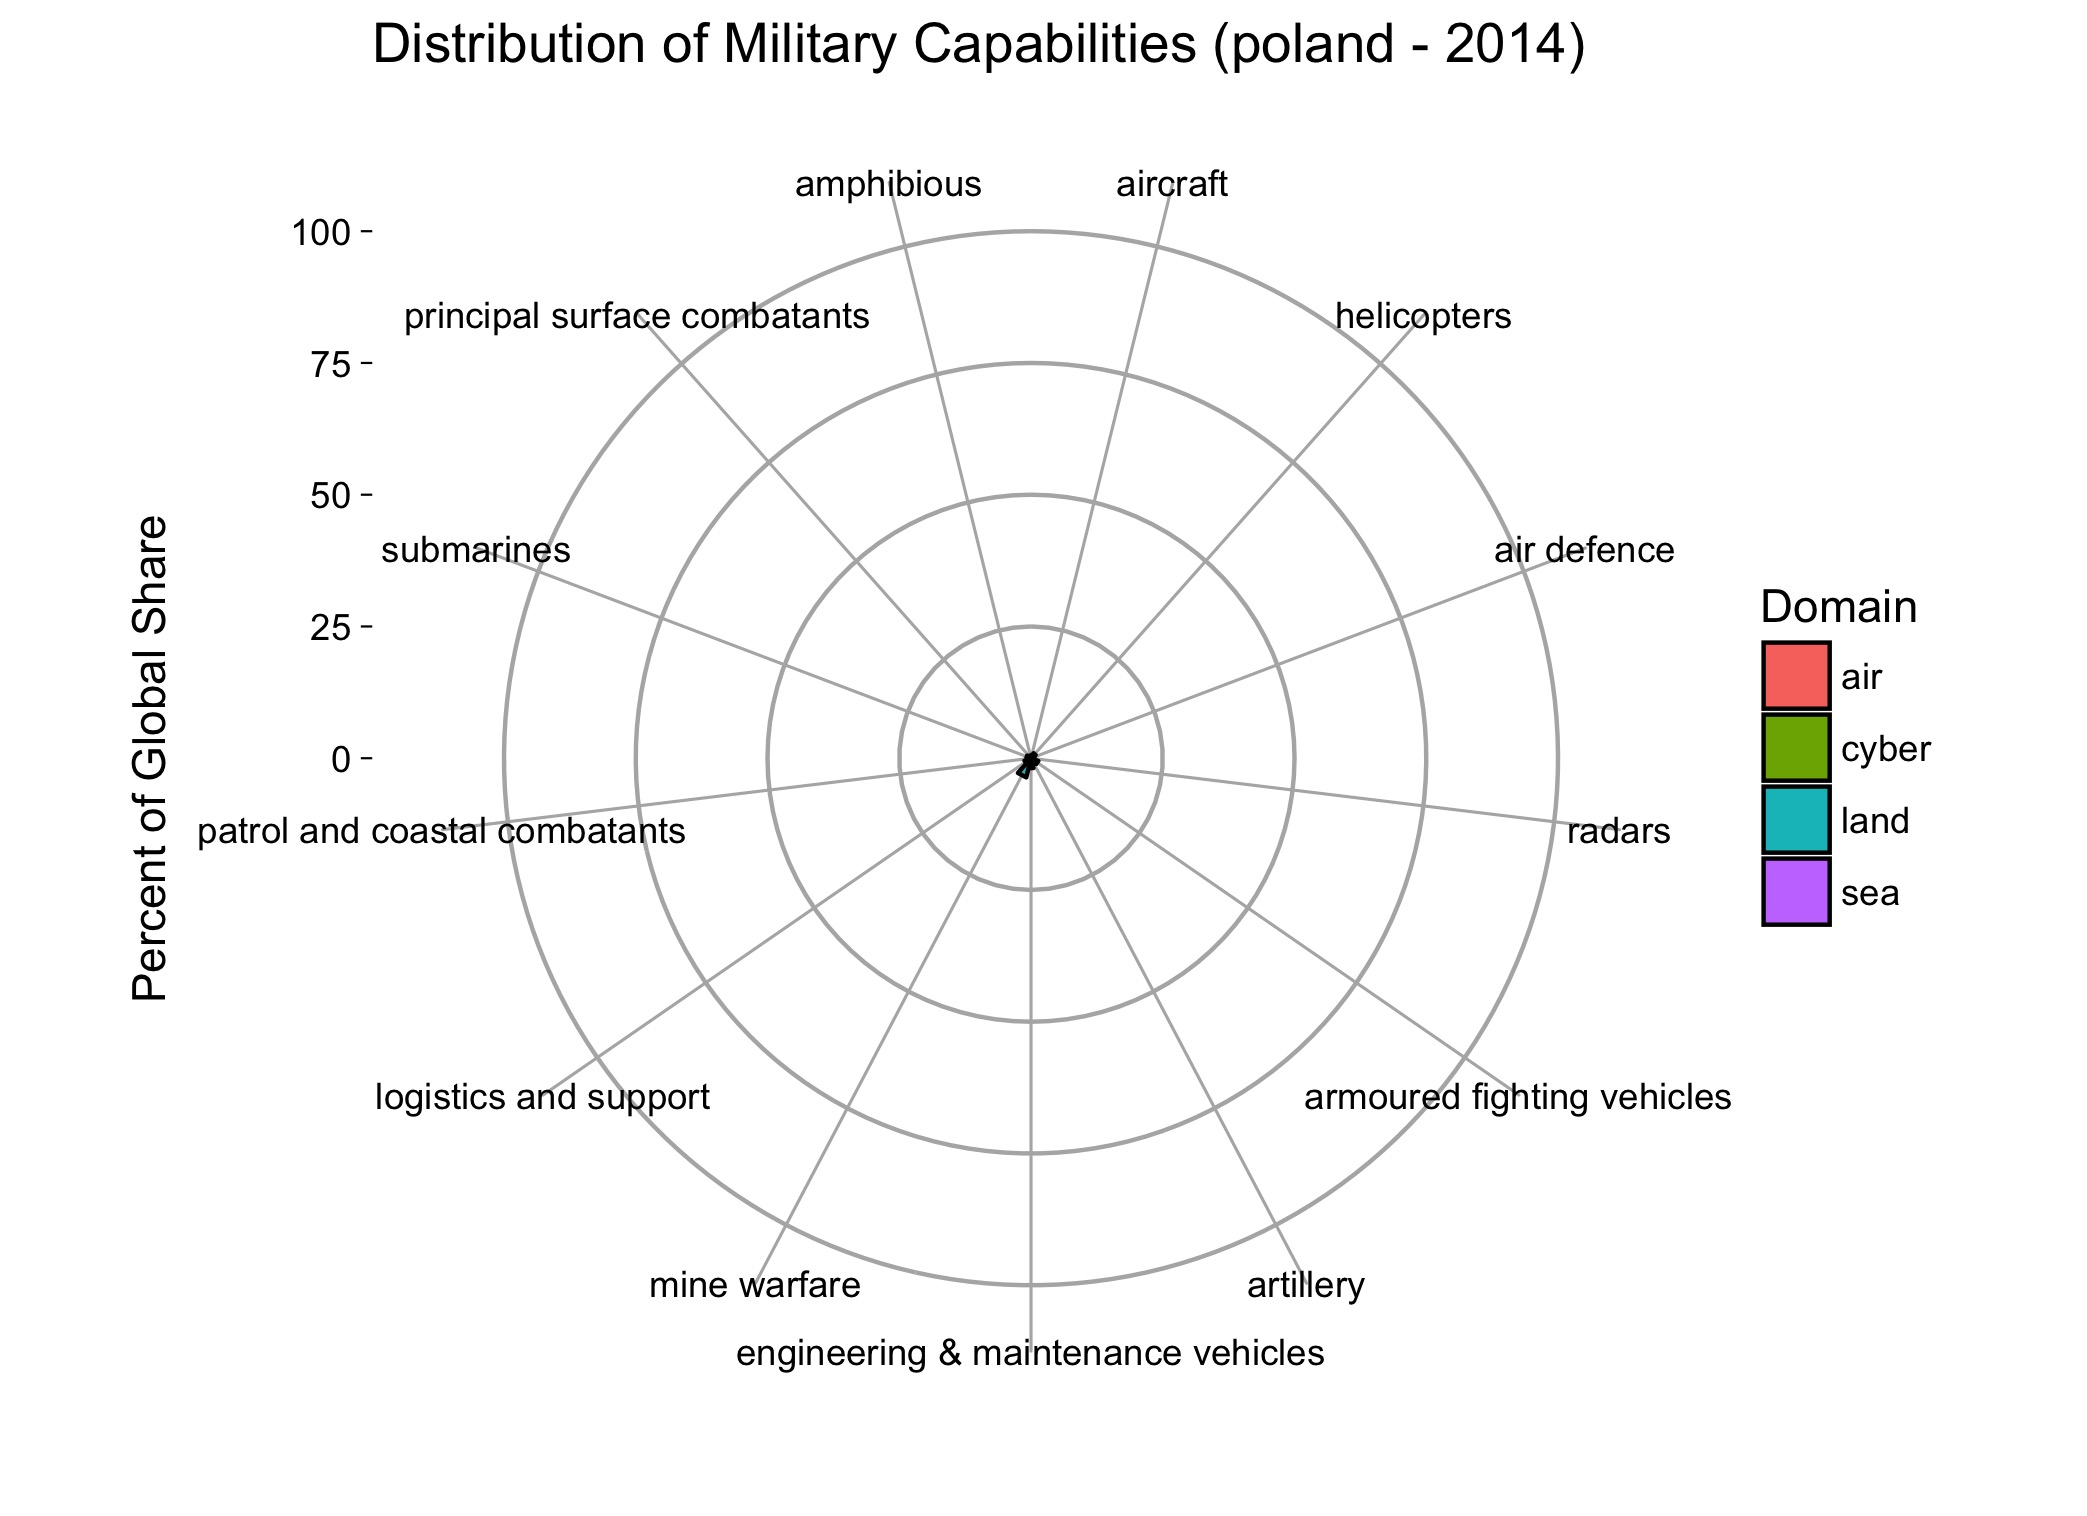 Distribution of Military Capabilities (poland - 2014)
amphibious
aircraft
100
principal surface combatants
helicopters
75
50
submarines
air defence
25
0
Percent of Global Share
patrol and coastal combatants
radars
logistics and support
armoured fighting vehicles
mine warfare
artillery
engineering & maintenance vehicles
Domain
air
cyber
land
sea